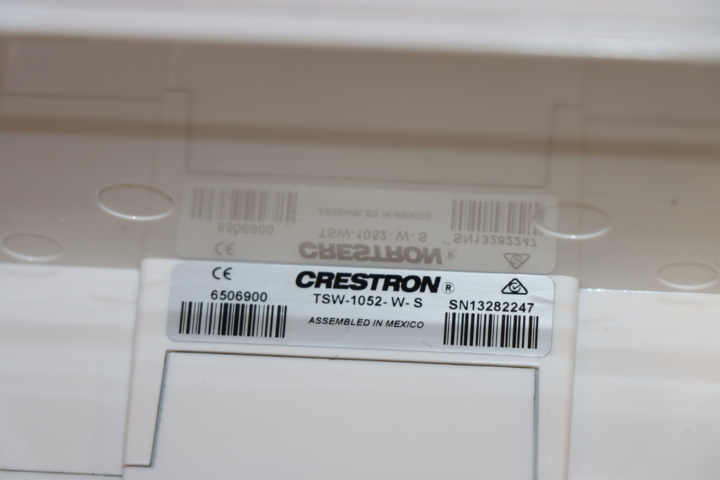 CE
CRESTRON®
6506900
TSW-1052-W-S
SN13282247
ASSEMBLED IN MEXICO